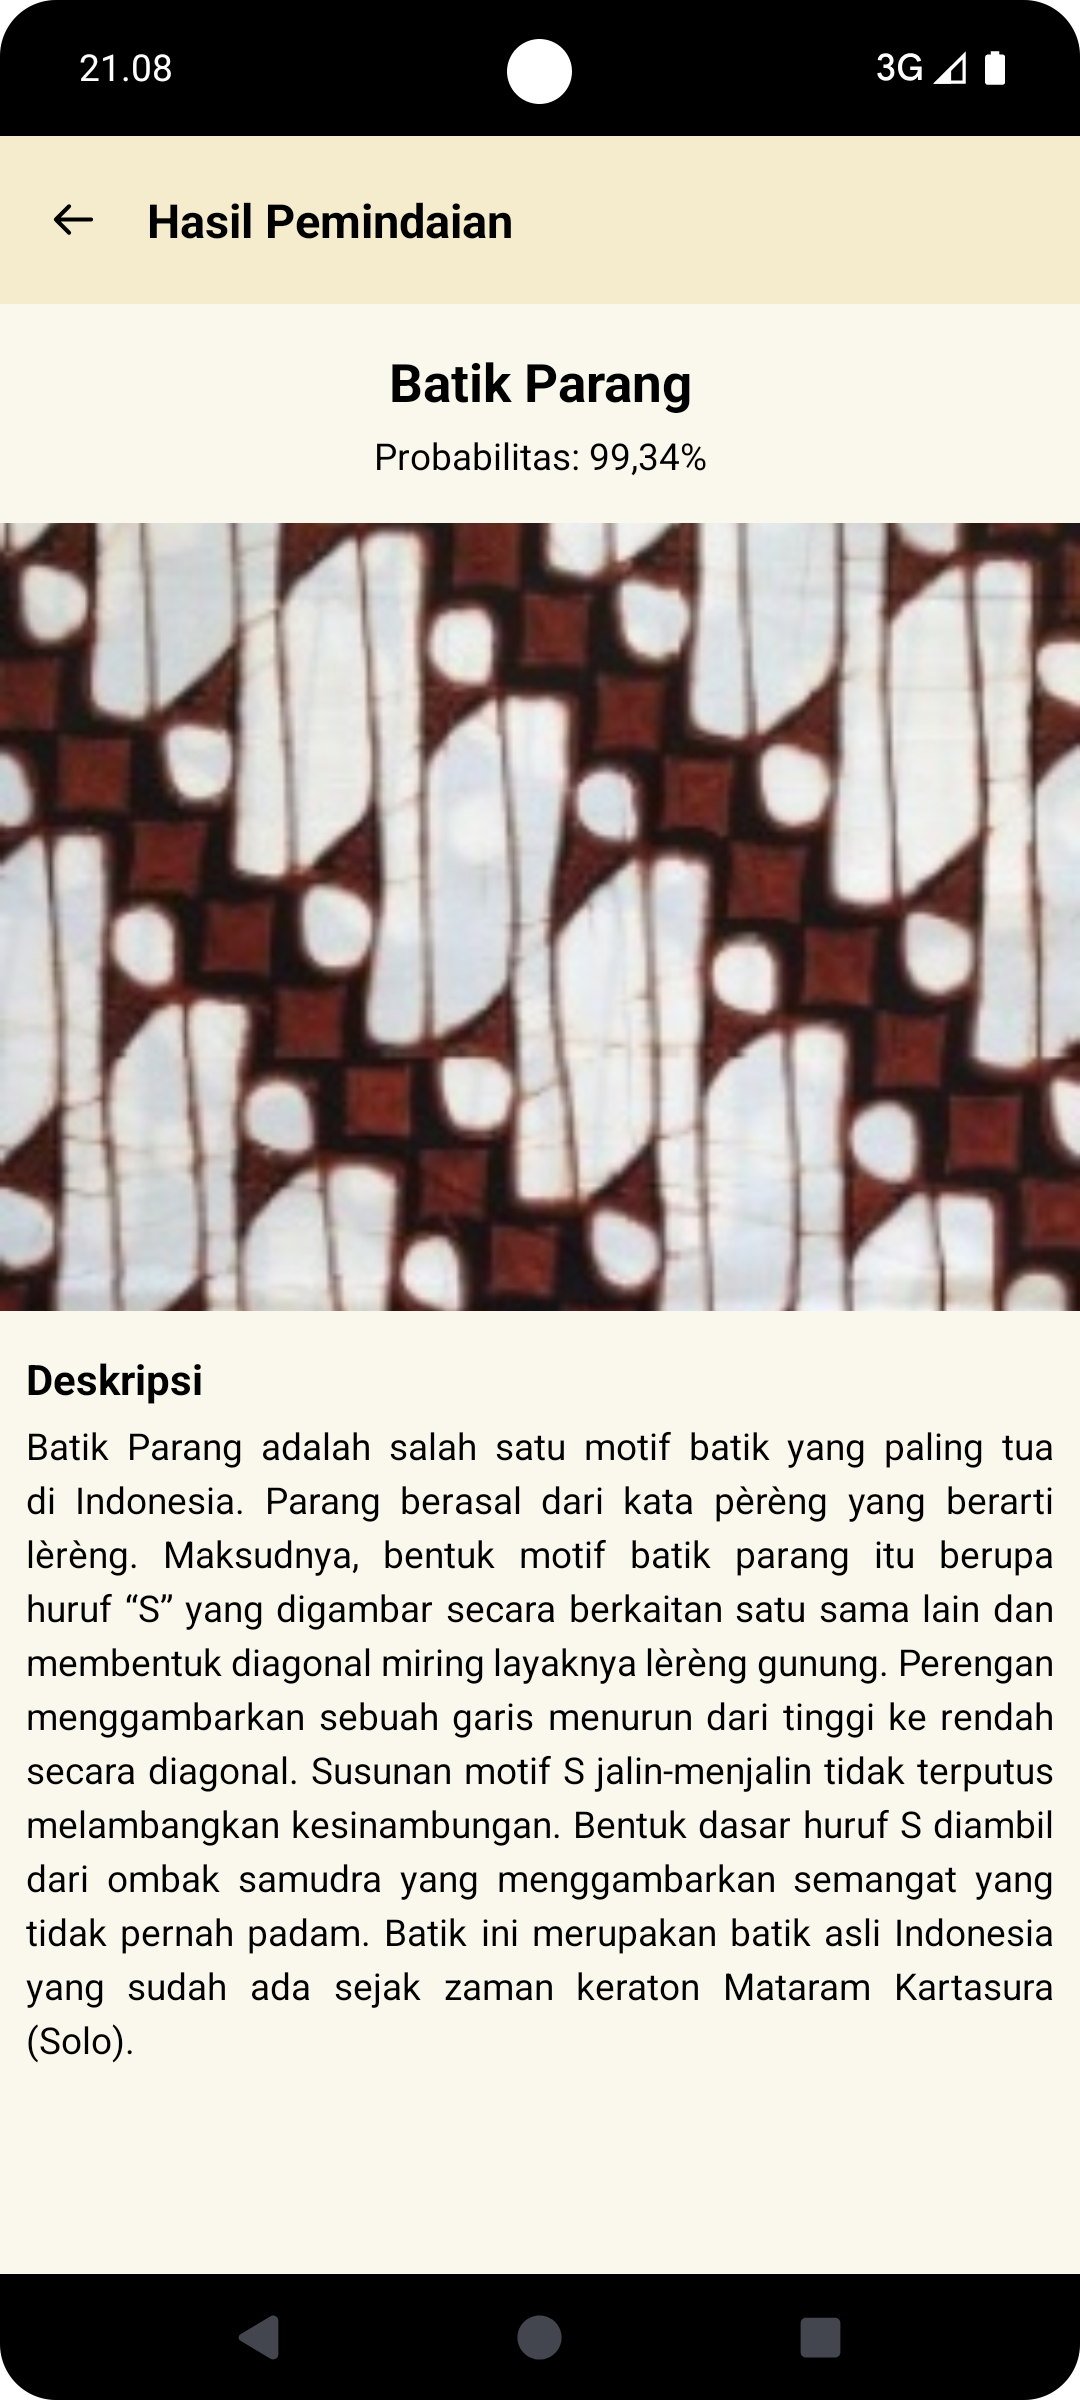 21.08
3G
Hasil Pemindaian
Batik Parang
Probabilitas: 99,34%
Deskripsi
Batik Parang adalah salah satu motif batik yang paling tua
di Indonesia. Parang berasal dari kata pèrèng yang berarti
lèrèng. Maksudnya, bentuk motif batik parang itu berupa
huruf “S” yang digambar secara berkaitan satu sama lain dan
membentuk diagonal miring layaknya lèrèng gunung. Perengan
menggambarkan sebuah garis menurun dari tinggi ke rendah
secara diagonal. Susunan motif S jalin-menjalin tidak terputus
melambangkan kesinambungan. Bentuk dasar huruf S diambil
dari ombak samudra yang menggambarkan semangat yang
tidak pernah padam. Batik ini merupakan batik asli Indonesia
yang sudah ada sejak zaman keraton Mataram Kartasura
(Solo).